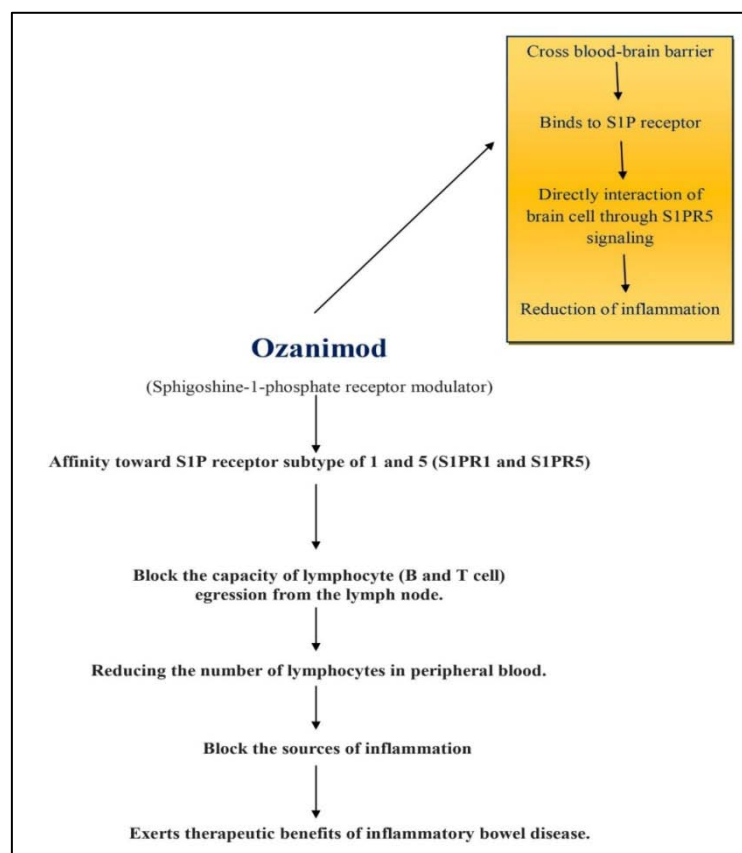 Cross blood-brain barrier
Binds to S1P receptor
Directly interaction of
brain cell through S1PR5
signaling
Reduction of inflammation
Ozanimod
(Sphigoshine-1-phosphate receptor modulator)
Affinity toward S1P receptor subtype of 1 and 5 (S1PR1 and S1PR5)
Block the capacity of lymphocyte (B and T cell)
egression from the lymph node.
Reducing the number of lymphocytes in peripheral blood.
Block the sources of inflammation
Exerts therapeutic benefits of inflammatory bowel disease.